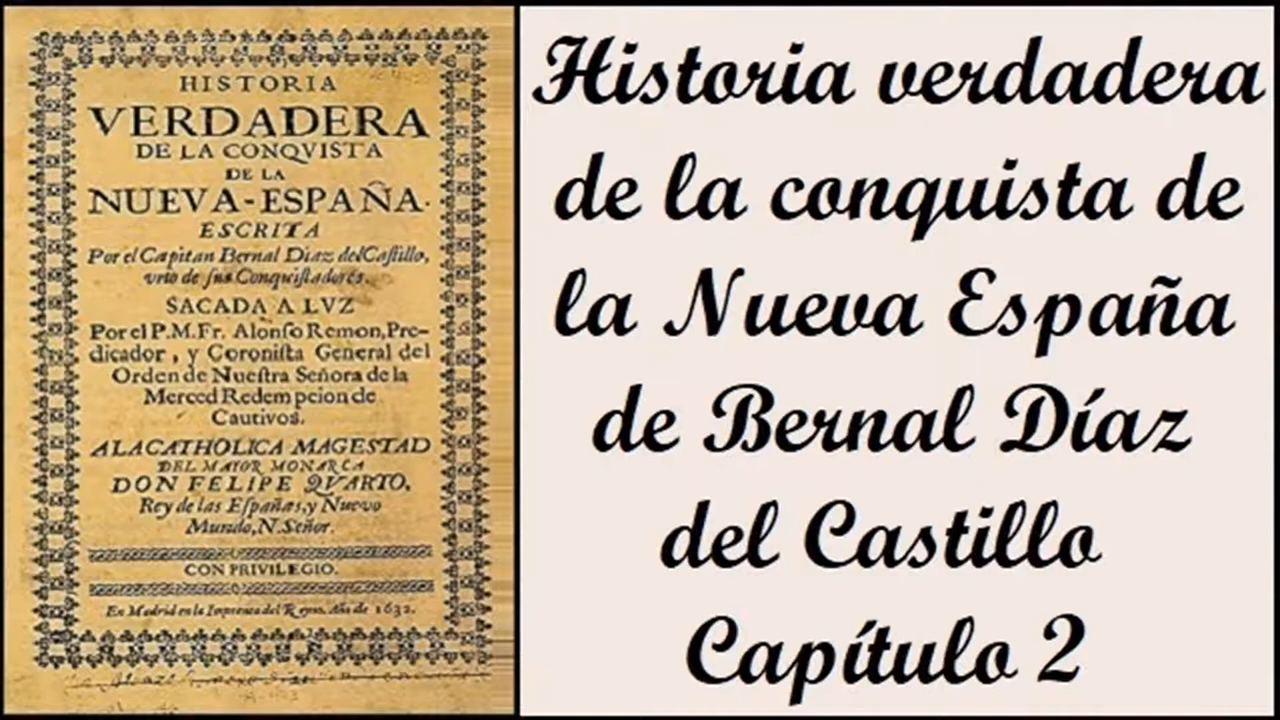 HISTORIA
VERDADERA
DE LA CONQVISTA
DE LA
NUEVA-ESPAÑA.
ESCRITA
Por el Capitan Bernal Diaz del Castillo,
vno de sus Conquistadores.
SACADA A LVZ
Por el P.M.Fr. Alonso Remon, Pre-
dicador, y Coronista General del
Orden de Nuestra Señora de la
Merced Redempcion de
Cautivos.
A LA CATHOLICA MAGESTAD
DEL MAYOR MONARCA
DON FELIPE QVARTO,
Rey de las Españas, y Nuevo
Mundo, N. Señor.
CON PRIVILEGIO.
En Madrid en la Imprenta del Reyno. Año de 1632.
Historia verdadera
de la conquista de
la Nueva España
de Bernal Díaz
del Castillo
Capítulo 2